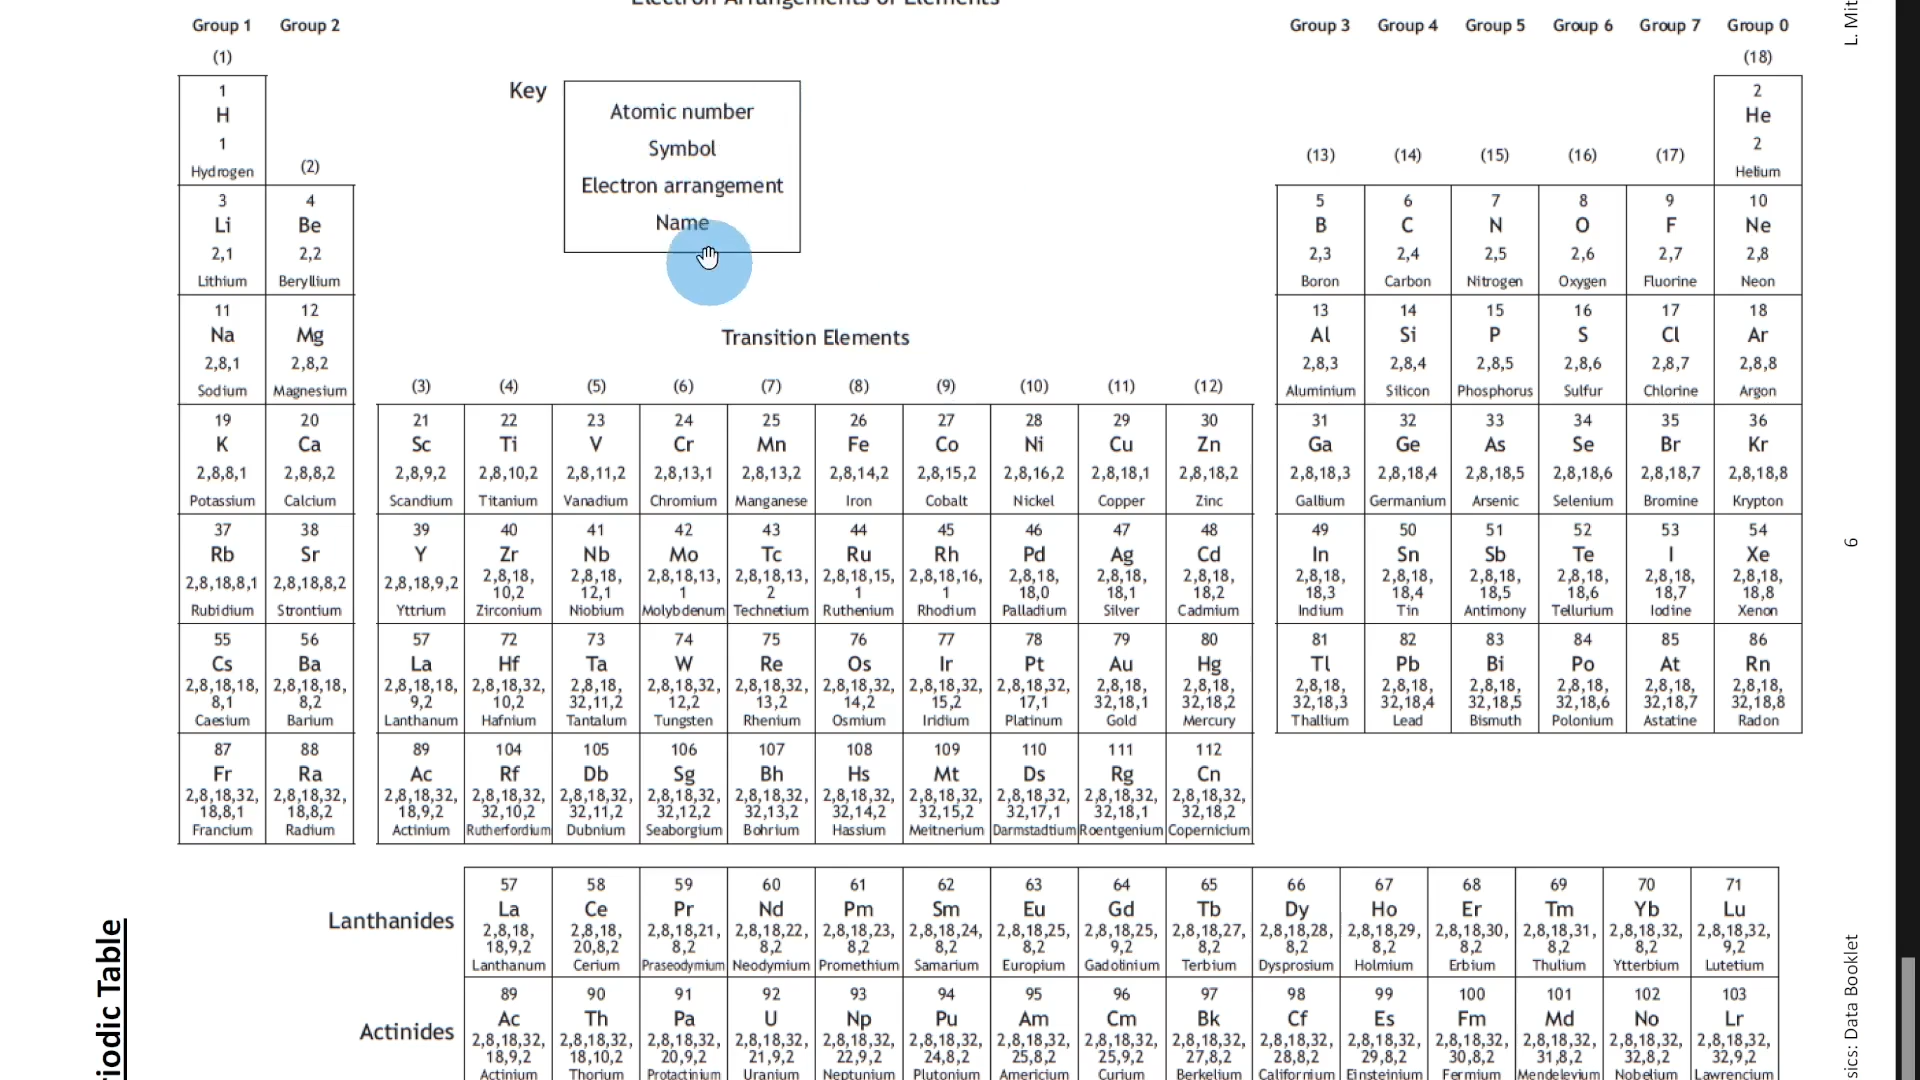 Electron Arrangements of Elements
Group 1 Group 2 Group 3 Group 4 Group 5 Group 6 Group 7 Group 0
(1) (18)
Key
Atomic number
Symbol
Electron arrangement
Name
1 2
H He
1 2
Hydrogen Helium
(2) (13) (14) (15) (16) (17)
3 4 5 6 7 8 9 10
Li Be B C N O F Ne
2,1 2,2 2,3 2,4 2,5 2,6 2,7 2,8
Lithium Beryllium Boron Carbon Nitrogen Oxygen Fluorine Neon
Transition Elements
11 12 13 14 15 16 17 18
Na Mg Al Si P S Cl Ar
2,8,1 2,8,2 2,8,3 2,8,4 2,8,5 2,8,6 2,8,7 2,8,8
Sodium Magnesium (3) (4) (5) (6) (7) (8) (9) (10) (11) (12) Aluminium Silicon Phosphorus Sulfur Chlorine Argon
19 20 21 22 23 24 25 26 27 28 29 30 31 32 33 34 35 36
K Ca Sc Ti V Cr Mn Fe Co Ni Cu Zn Ga Ge As Se Br Kr
2,8,8,1 2,8,8,2 2,8,9,2 2,8,10,2 2,8,11,2 2,8,13,1 2,8,13,2 2,8,14,2 2,8,15,2 2,8,16,2 2,8,18,1 2,8,18,2 2,8,18,3 2,8,18,4 2,8,18,5 2,8,18,6 2,8,18,7 2,8,18,8
Potassium Calcium Scandium Titanium Vanadium Chromium Manganese Iron Cobalt Nickel Copper Zinc Gallium Germanium Arsenic Selenium Bromine Krypton
37 38 39 40 41 42 43 44 45 46 47 48 49 50 51 52 53 54
Rb Sr Y Zr Nb Mo Tc Ru Rh Pd Ag Cd In Sn Sb Te I Xe
2,8,18,8,1 2,8,18,8,2 2,8,18,9,2 2,8,18, 2,8,18, 2,8,18,13, 2,8,18,13, 2,8,18,15, 2,8,18,16, 2,8,18, 2,8,18, 2,8,18, 2,8,18, 2,8,18, 2,8,18, 2,8,18, 2,8,18, 2,8,18,
10,2 12,1 1 2 1 1 18,0 18,1 18,2 18,3 18,4 18,5 18,6 18,7 18,8
Rubidium Strontium Yttrium Zirconium Niobium Molybdenum Technetium Ruthenium Rhodium Palladium Silver Cadmium Indium Tin Antimony Tellurium Iodine Xenon
55 56 57 72 73 74 75 76 77 78 79 80 81 82 83 84 85 86
Cs Ba La Hf Ta W Re Os Ir Pt Au Hg Tl Pb Bi Po At Rn
2,8,18,18, 2,8,18,18, 2,8,18,18, 2,8,18,32, 2,8,18, 2,8,18,32, 2,8,18,32, 2,8,18,32, 2,8,18,32, 2,8,18,32, 2,8,18, 2,8,18, 2,8,18, 2,8,18, 2,8,18, 2,8,18, 2,8,18, 2,8,18,
8,1 8,2 9,2 10,2 32,11,2 12,2 13,2 14,2 15,2 17,1 32,18,1 32,18,2 32,18,3 32,18,4 32,18,5 32,18,6 32,18,7 32,18,8
Caesium Barium Lanthanum Hafnium Tantalum Tungsten Rhenium Osmium Iridium Platinum Gold Mercury Thallium Lead Bismuth Polonium Astatine Radon
87 88 89 104 105 106 107 108 109 110 111 112
Fr Ra Ac Rf Db Sg Bh Hs Mt Ds Rg Cn
2,8,18,32, 2,8,18,32, 2,8,18,32, 2,8,18,32, 2,8,18,32, 2,8,18,32, 2,8,18,32, 2,8,18,32, 2,8,18,32, 2,8,18,32, 2,8,18,32, 2,8,18,32,
18,8,1 18,8,2 18,9,2 32,10,2 32,11,2 32,12,2 32,13,2 32,14,2 32,15,2 32,17,1 32,18,1 32,18,2
Francium Radium Actinium Rutherfordium Dubnium Seaborgium Bohrium Hassium Meitnerium Darmstadtium Roentgenium Copernicium
Lanthanides
57 58 59 60 61 62 63 64 65 66 67 68 69 70 71
La Ce Pr Nd Pm Sm Eu Gd Tb Dy Ho Er Tm Yb Lu
2,8,18, 2,8,18, 2,8,18,21, 2,8,18,22, 2,8,18,23, 2,8,18,24, 2,8,18,25, 2,8,18,25, 2,8,18,27, 2,8,18,28, 2,8,18,29, 2,8,18,30, 2,8,18,31, 2,8,18,32, 2,8,18,32,
18,9,2 20,8,2 8,2 8,2 8,2 8,2 8,2 9,2 8,2 8,2 8,2 8,2 8,2 8,2 9,2
Lanthanum Cerium Praseodymium Neodymium Promethium Samarium Europium Gadolinium Terbium Dysprosium Holmium Erbium Thulium Ytterbium Lutetium
Actinides
89 90 91 92 93 94 95 96 97 98 99 100 101 102 103
Ac Th Pa U Np Pu Am Cm Bk Cf Es Fm Md No Lr
2,8,18,32, 2,8,18,32, 2,8,18,32, 2,8,18,32, 2,8,18,32, 2,8,18,32, 2,8,18,32, 2,8,18,32, 2,8,18,32, 2,8,18,32, 2,8,18,32, 2,8,18,32, 2,8,18,32, 2,8,18,32, 2,8,18,32,
18,9,2 18,10,2 20,9,2 21,9,2 22,9,2 24,8,2 25,8,2 25,9,2 27,8,2 28,8,2 29,8,2 30,8,2 31,8,2 32,8,2 32,9,2
Actinium Thorium Protactinium Uranium Neptunium Plutonium Americium Curium Berkelium Californium Einsteinium Fermium Mendelevium Nobelium Lawrencium
iodic Table
L. Mit
6
sics: Data Booklet